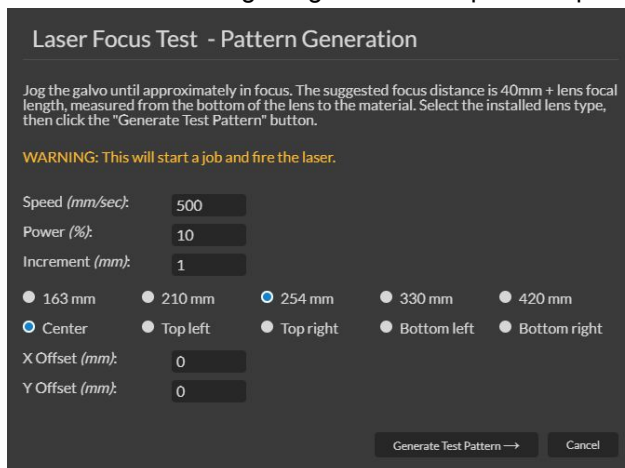 Laser Focus Test - Pattern Generation
Jog the galvo until approximately in focus. The suggested focus distance is 40mm + lens focal
length, measured from the bottom of the lens to the material. Select the installed lens type,
then click the "Generate Test Pattern" button.
WARNING: This will start a job and fire the laser.
Speed (mm/sec): 500
Power (%): 10
Increment (mm): 1
163 mm 210 mm 254 mm 330 mm 420 mm
Center Top left Top right Bottom left Bottom right
X Offset (mm): 0
Y Offset (mm): 0
Generate Test Pattern → Cancel